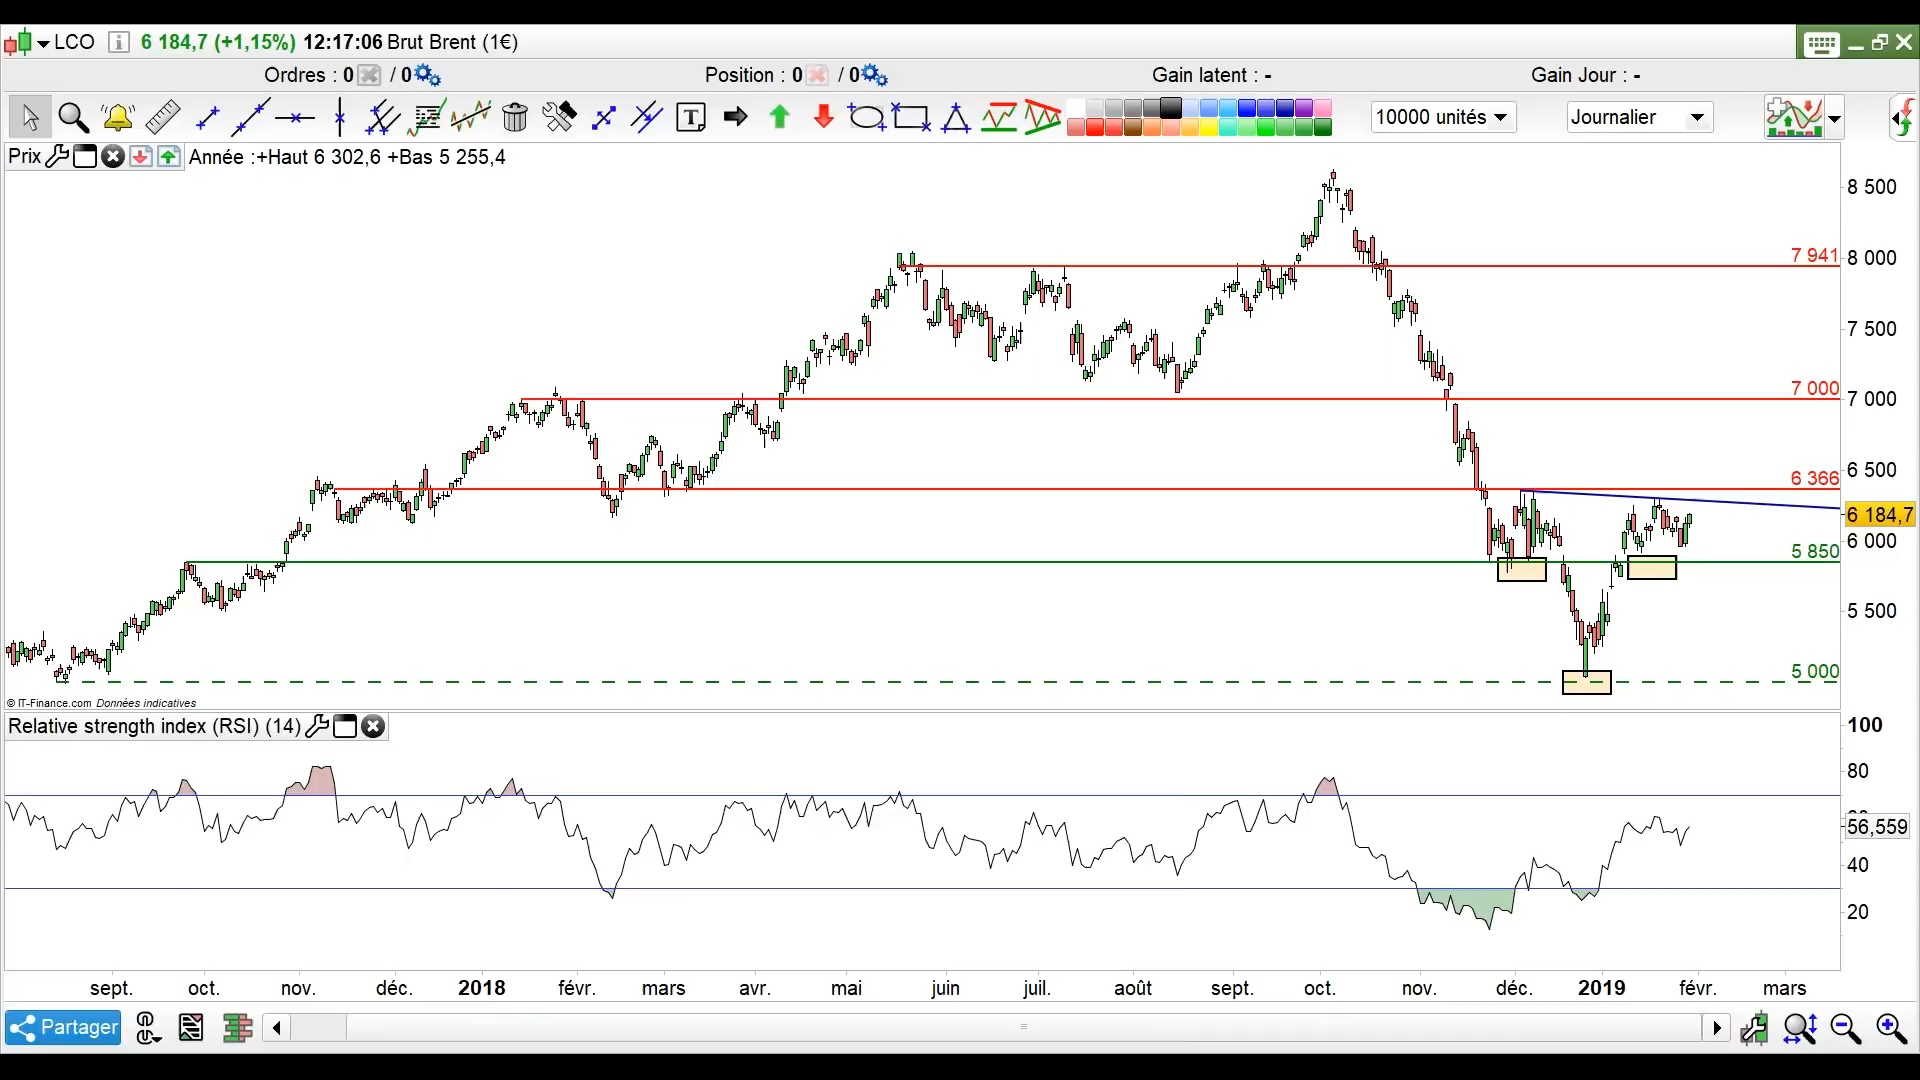 LCO 6 184,7 (+1,15%) 12:17:06 Brut Brent (1€)
Ordres : 0 / 0 Position : 0 / 0 Gain latent : - Gain Jour : -
T 10000 unités Journalier
Prix Année :+Haut 6 302,6 +Bas 5 255,4
8 500
7 941
8 000
7 500
7 000
7 000
6 500
6 366
6 184,7
6 000
5 850
5 500
5 000
© IT-Finance.com Données indicatives
Relative strength index (RSI) (14)
100
80
56,559
40
20
sept. oct. nov. déc. 2018 févr. mars avr. mai juin juil. août sept. oct. nov. déc. 2019 févr. mars
Partager